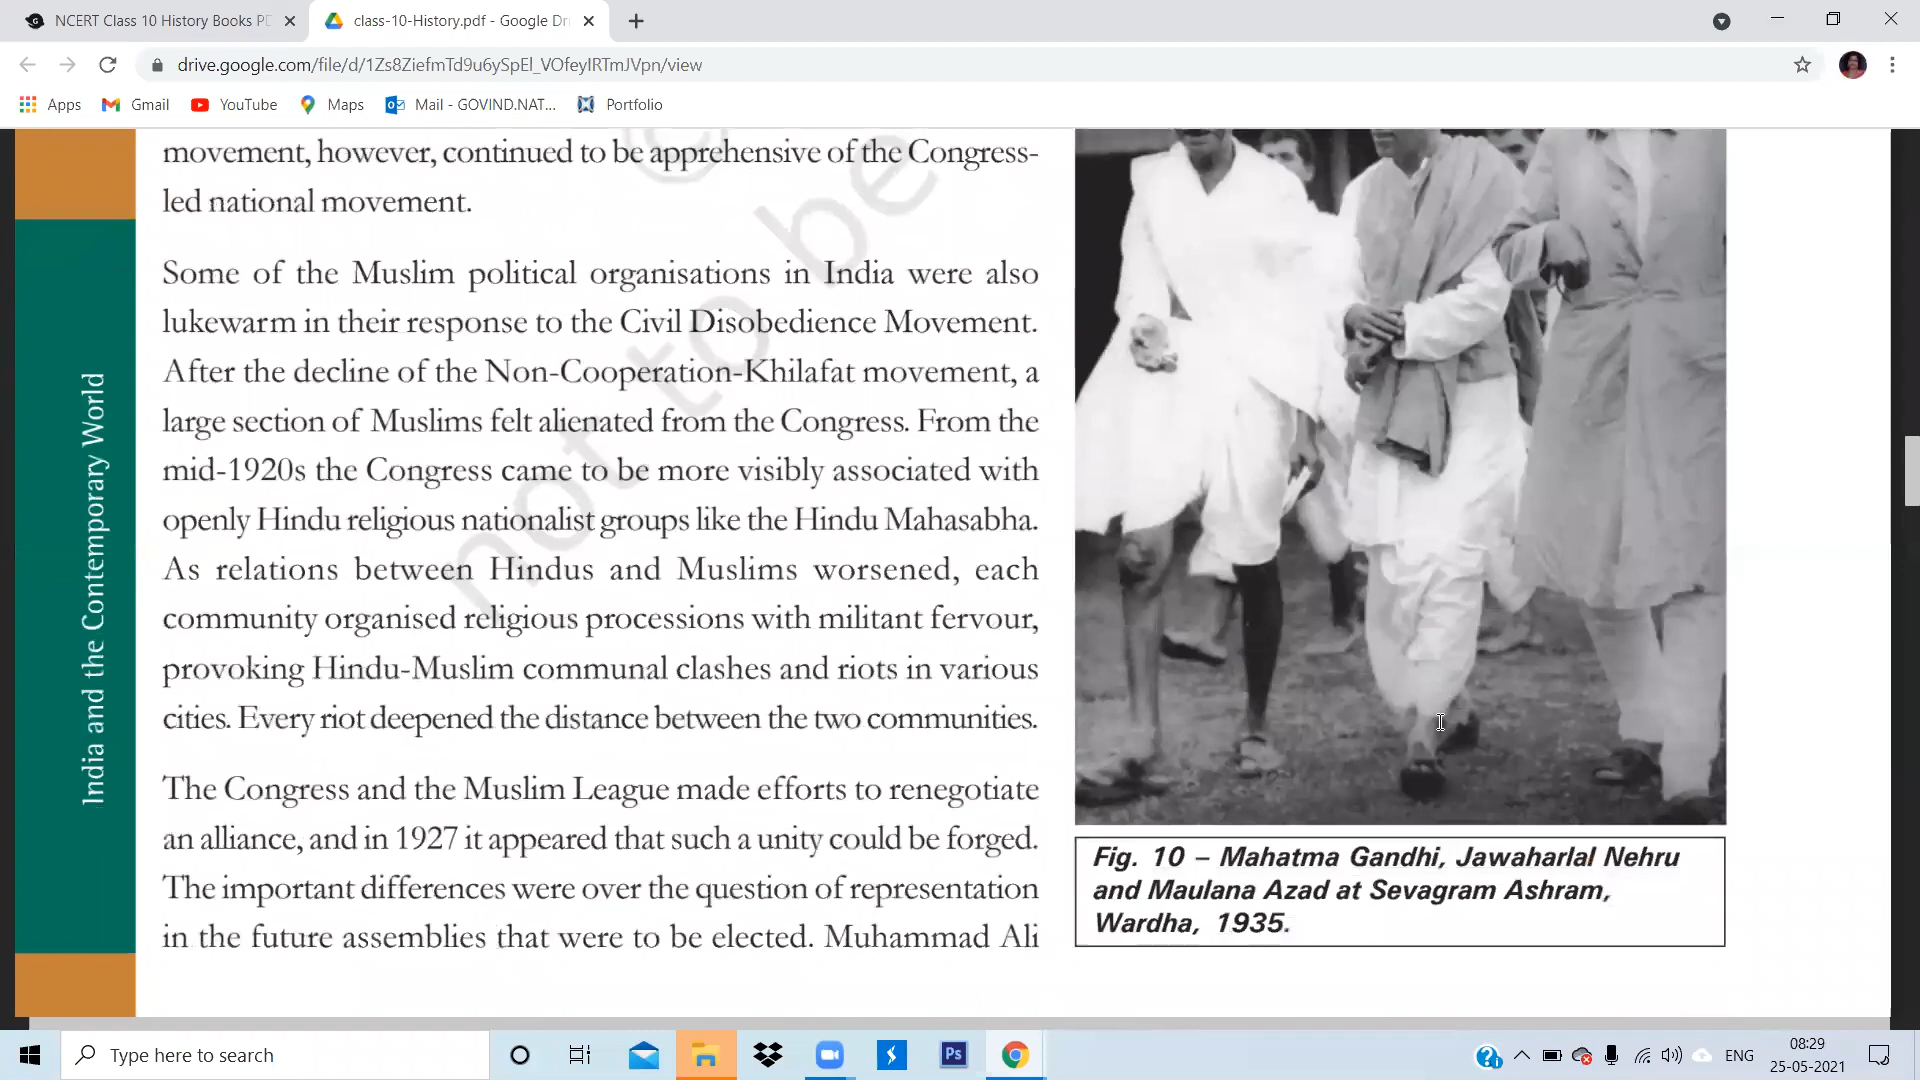 NCERT Class 10 History Books PD
class-10-History.pdf - Google Dri
drive.google.com/file/d/1Zs8ZiefmTd9u6ySpEl_VOfeyIRTmJVpn/view
Apps
Gmail
YouTube
Maps
Mail - GOVIND.NAT...
Portfolio
movement, however, continued to be apprehensive of the Congress-
led national movement.
Some of the Muslim political organisations in India were also
lukewarm in their response to the Civil Disobedience Movement.
After the decline of the Non-Cooperation-Khilafat movement, a
large section of Muslims felt alienated from the Congress. From the
mid-1920s the Congress came to be more visibly associated with
openly Hindu religious nationalist groups like the Hindu Mahasabha.
As relations between Hindus and Muslims worsened, each
community organised religious processions with militant fervour,
provoking Hindu-Muslim communal clashes and riots in various
cities. Every riot deepened the distance between the two communities.
The Congress and the Muslim League made efforts to renegotiate
an alliance, and in 1927 it appeared that such a unity could be forged.
The important differences were over the question of representation
in the future assemblies that were to be elected. Muhammad Ali
©
not to be
India and the Contemporary World
Fig. 10 – Mahatma Gandhi, Jawaharlal Nehru
and Maulana Azad at Sevagram Ashram,
Wardha, 1935.
Type here to search
Ps
ENG
08:29
25-05-2021